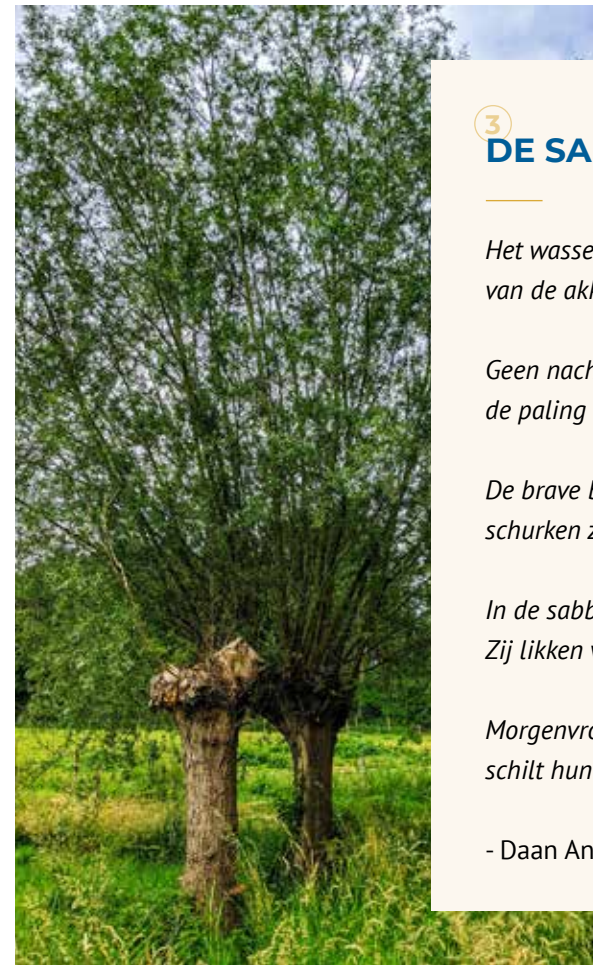 3
DE SA
Het wasse
van de
Geen nach
de paling
De brave
schurken
In de sabb
Zij likken
Morgenvro
schilt hun
- Daan An